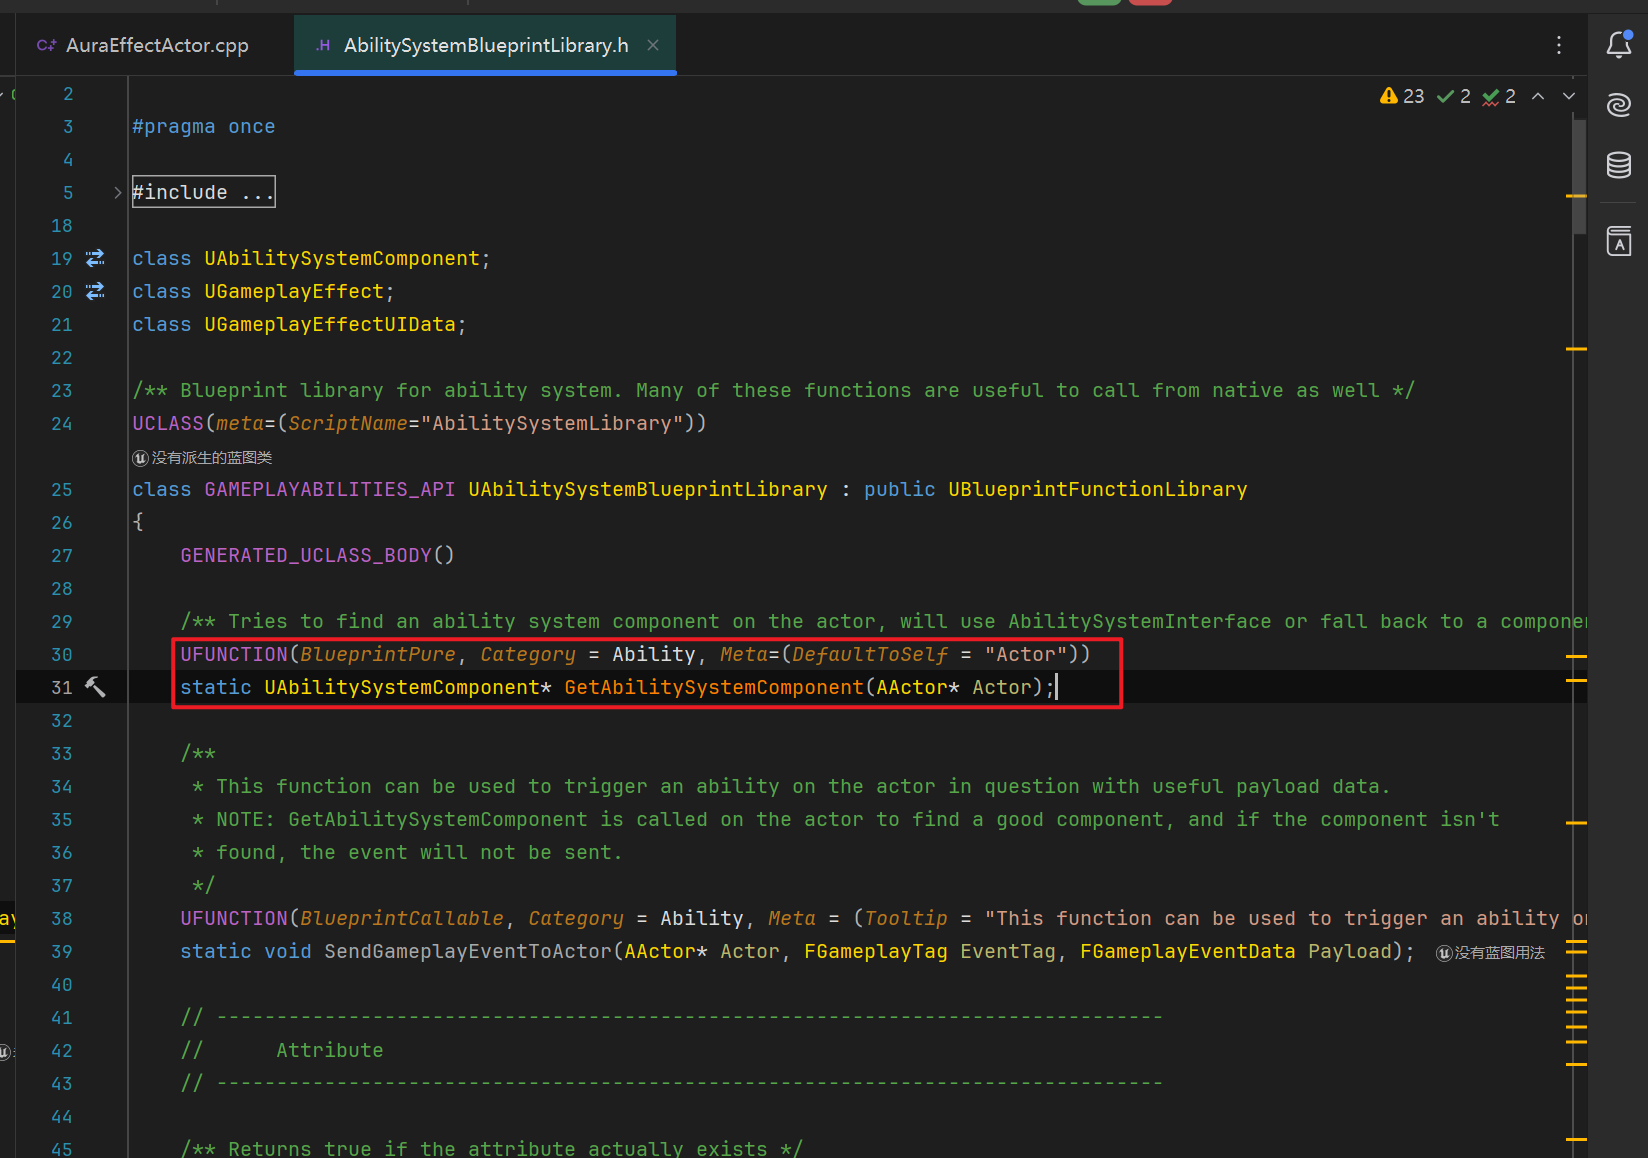 AuraEffectActor.cpp
AbilitySystemBlueprintLibrary.h
23 2 2
2
3 #pragma once
4
5 #include ...
18
19 class UAbilitySystemComponent;
20 class UGameplayEffect;
21 class UGameplayEffectUIData;
22
23 /** Blueprint library for ability system. Many of these functions are useful to call from native as well */
24 UCLASS(meta=(ScriptName="AbilitySystemLibrary"))
没有派生的蓝图类
25 class GAMEPLAYABILITIES_API UAbilitySystemBlueprintLibrary : public UBlueprintFunctionLibrary
26 {
27 GENERATED_UCLASS_BODY()
28
29 /** Tries to find an ability system component on the actor, will use AbilitySystemInterface or fall back to a
30 UFUNCTION(BlueprintPure, Category = Ability, Meta=(DefaultToSelf = "Actor"))
31 static UAbilitySystemComponent* GetAbilitySystemComponent(AActor* Actor);
32
33 /**
34 * This function can be used to trigger an ability on the actor in question with useful payload data.
35 * NOTE: GetAbilitySystemComponent is called on the actor to find a good component, and if the component isn't
36 * found, the event will not be sent.
37 */
38 UFUNCTION(BlueprintCallable, Category = Ability, Meta = (Tooltip = "This function can be used to trigger an ability
39 static void SendGameplayEventToActor(AActor* Actor, FGameplayTag EventTag, FGameplayEventData Payload); 没有蓝图用法
40
41 // -------------------------------------------------------------------------------
42 // Attribute
43 // -------------------------------------------------------------------------------
44
45 /** Returns true if the attribute actually exists */